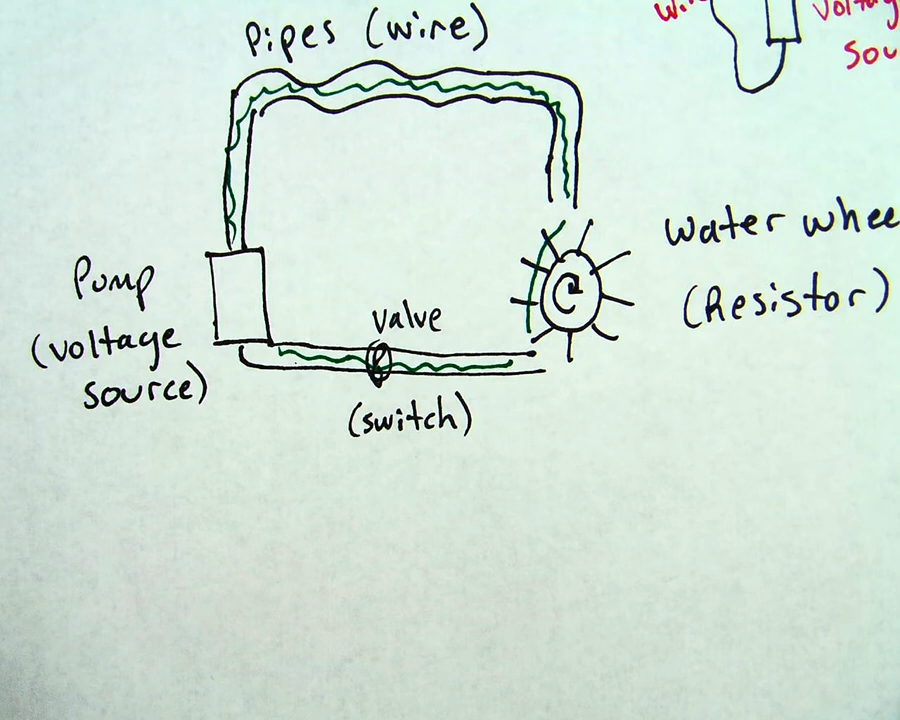 Pipes (wire)
Pump
(voltage
source)
valve
(switch)
water whee
(Resistor)